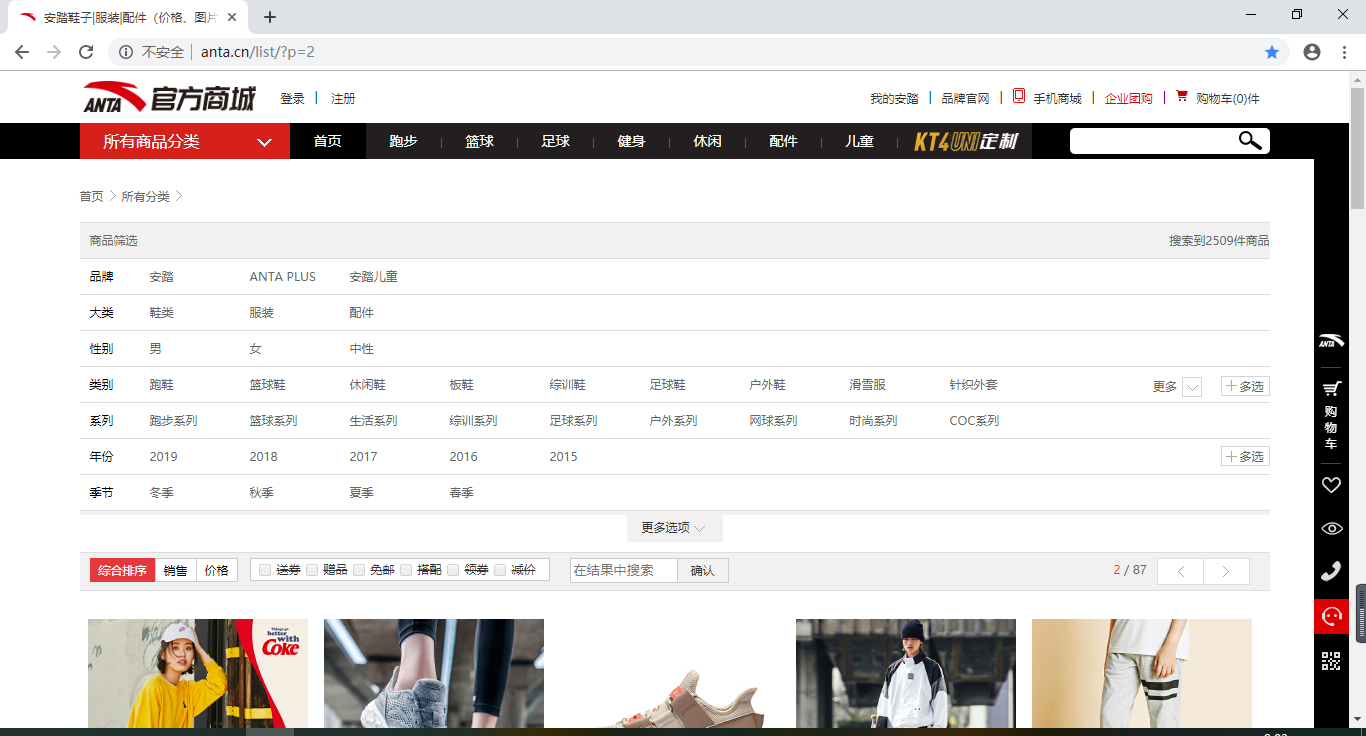 安踏鞋子|服装|配件（价格、图片
不安全 anta.cn/list/?p=2
ANTA 官方商城 登录 注册 我的安踏 品牌官网 手机商城 企业团购 购物车(0)件
所有商品分类 首页 跑步 篮球 足球 健身 休闲 配件 儿童 KT4UNI定制
首页 所有分类
商品筛选 搜索到2509件商品
品牌 安踏 ANTA PLUS 安踏儿童
大类 鞋类 服装 配件
性别 男 女 中性
ANTA
类别 跑鞋 篮球鞋 休闲鞋 板鞋 综训鞋 足球鞋 户外鞋 滑雪服 针织外套 更多 多选
购物车
系列 跑步系列 篮球系列 生活系列 综训系列 足球系列 户外系列 网球系列 时尚系列 COC系列
年份 2019 2018 2017 2016 2015 多选
季节 冬季 秋季 夏季 春季
更多选项
综合排序 销售 价格 送券 赠品 免邮 搭配 领券 减价 在结果中搜索 确认 2 / 87
Things go
better
with
Coke